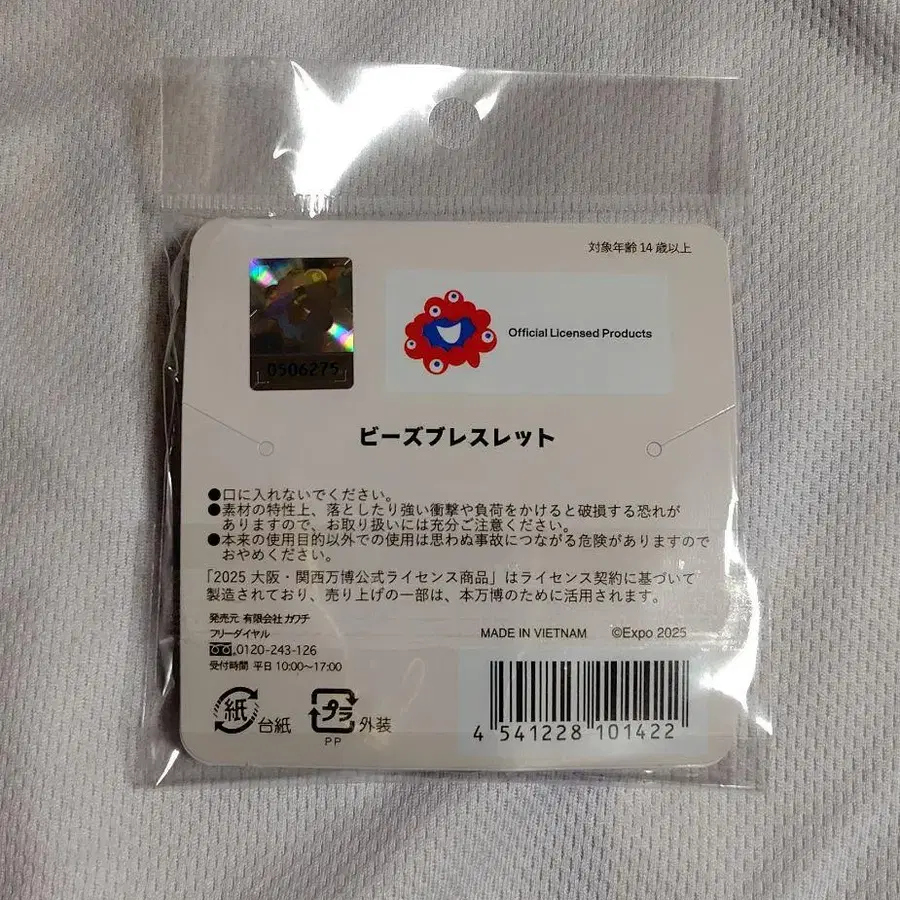 対象年齢14歳以上
0506275
Official Licensed Products
ビーズブレスレット
●口に入れないでください。
●素材の特性上、落としたり強い衝撃や負荷をかけると破損する恐れが
ありますので、お取り扱いには充分ご注意ください。
●本来の使用目的以外での使用は思わぬ事故につながる危険がありますので
おやめください。
「2025 大阪・関西万博公式ライセンス商品」はライセンス契約に基づいて
製造されており、売り上げの一部は、本万博のために活用されます。
発売元 有限会社 カワチ
フリーダイヤル
0120-243-126
受付時間 平日 10:00〜17:00
MADE IN VIETNAM ©Expo 2025
紙 台紙 プラ 外装
PP
4 541228 101422